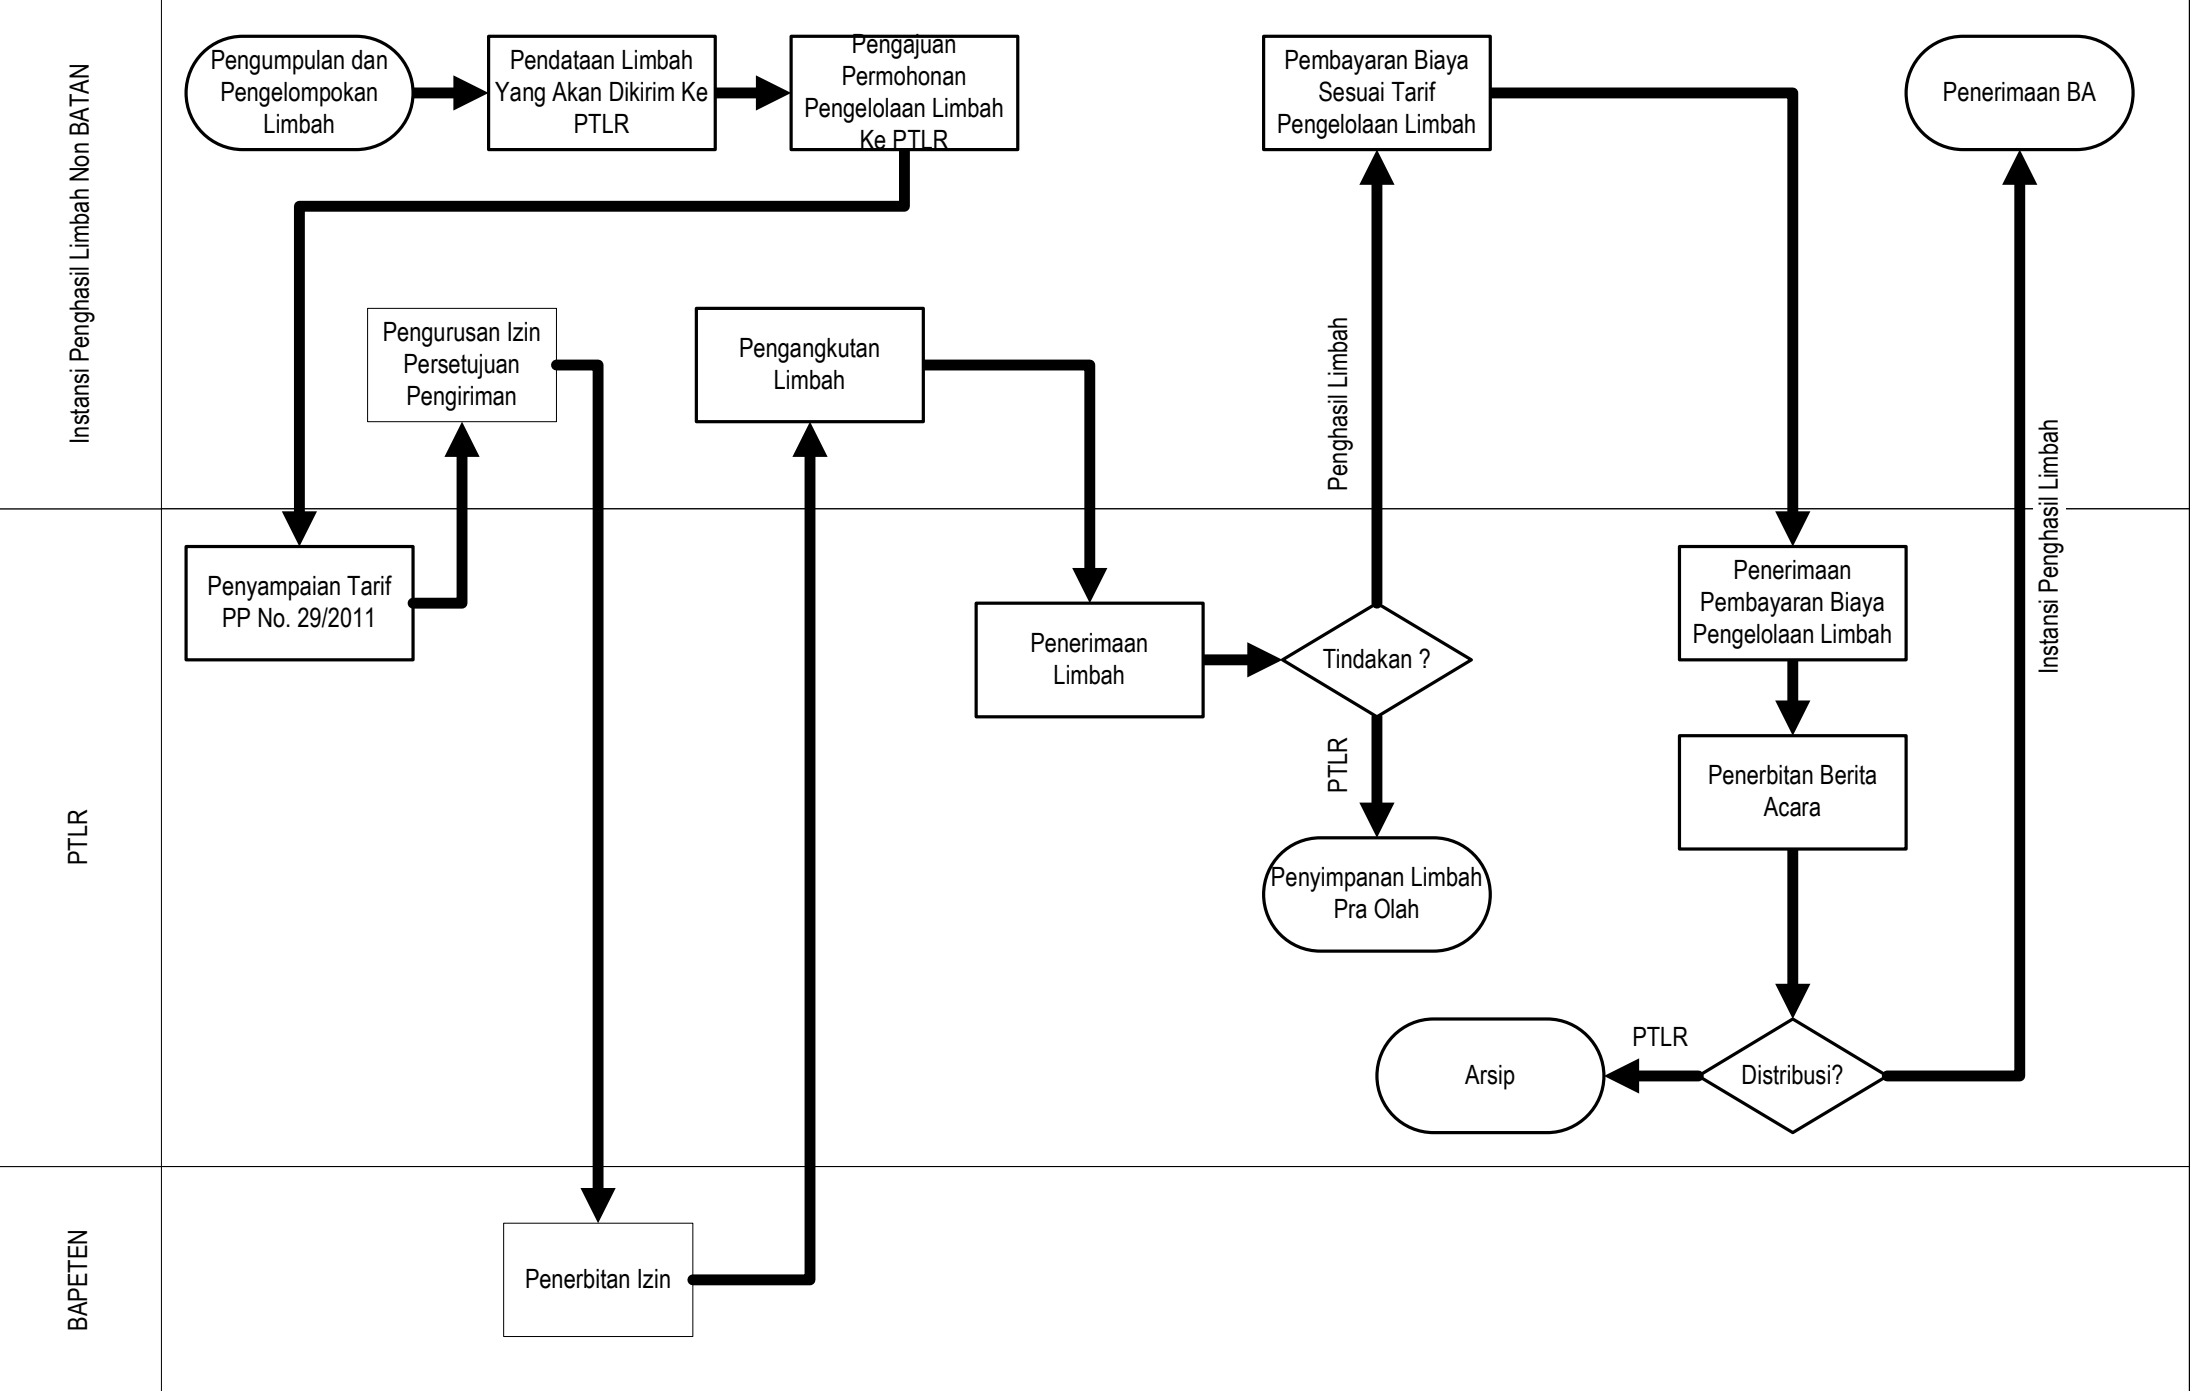 Instansi Penghasil Limbah Non BATAN
Pengumpulan dan
Pengelompokan
Limbah
Pendataan Limbah
Yang Akan Dikirim Ke
PTLR
Pengajuan
Permohonan
Pengelolaan Limbah
Ke PTLR
Pembayaran Biaya
Sesuai Tarif
Pengelolaan Limbah
Penerimaan BA
Pengurusan Izin
Persetujuan
Pengiriman
Pengangkutan
Limbah
Penghasil Limbah
Instansi Penghasil Limbah
PTLR
Penyampaian Tarif
PP No. 29/2011
Penerimaan
Limbah
Tindakan ?
Penerimaan
Pembayaran Biaya
Pengelolaan Limbah
PTLR
Penerbitan Berita
Acara
Penyimpanan Limbah
Pra Olah
Arsip
PTLR
Distribusi?
BAPETEN
Penerbitan Izin